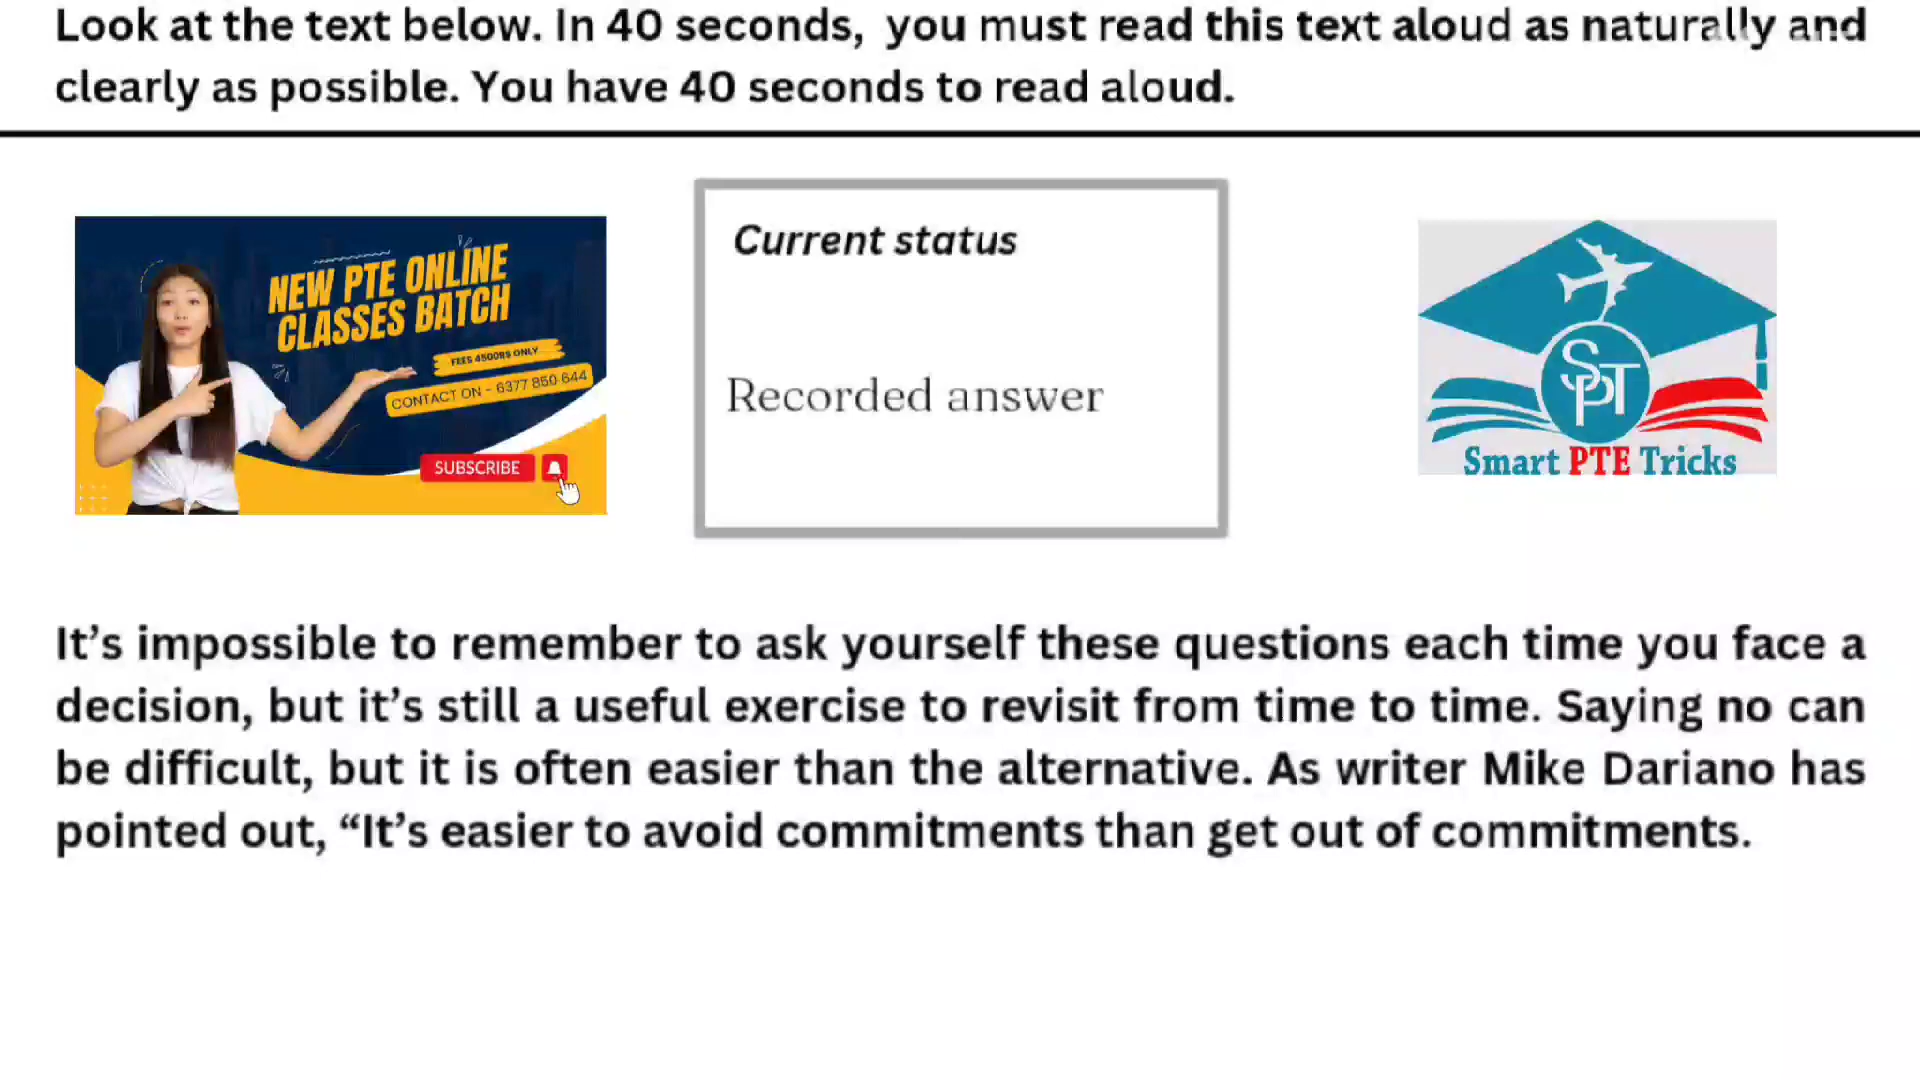 Look at the text below. In 40 seconds, you must read this text aloud as naturally and
clearly as possible. You have 40 seconds to read aloud.
NEW PTE ONLINE
CLASSES BATCH
FEES 4500RS ONLY
CONTACT ON - 6377 850 644
SUBSCRIBE
Current status
Recorded answer
SPT
Smart PTE Tricks
It’s impossible to remember to ask yourself these questions each time you face a
decision, but it’s still a useful exercise to revisit from time to time. Saying no can
be difficult, but it is often easier than the alternative. As writer Mike Dariano has
pointed out, “It’s easier to avoid commitments than get out of commitments.